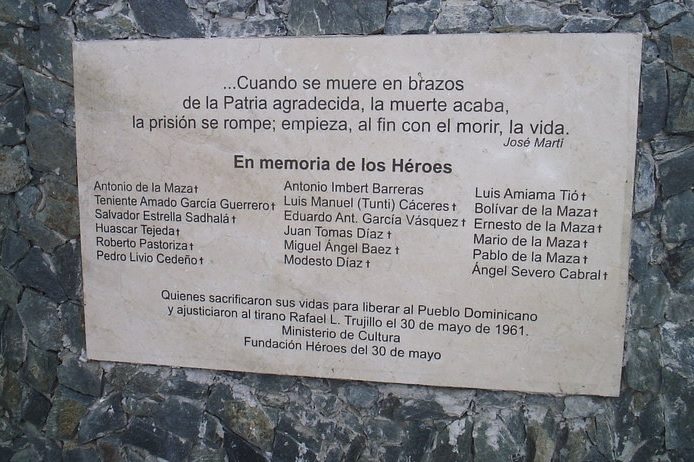 ...Cuando se muere en brazos
de la Patria agradecida, la muerte acaba,
la prisión se rompe; empieza, al fin con el morir, la vida.
José Martí
En memoria de los Héroes
Antonio de la Maza†
Teniente Amado García Guerrero†
Salvador Estrella Sadhalá†
Huascar Tejeda†
Roberto Pastoriza†
Pedro Livio Cedeño†
Antonio Imbert Barreras
Luis Manuel (Tunti) Cáceres†
Eduardo Ant. García Vásquez†
Juan Tomas Díaz†
Miguel Ángel Baez†
Modesto Díaz†
Luis Amiama Tió†
Bolívar de la Maza†
Ernesto de la Maza†
Mario de la Maza†
Pablo de la Maza†
Ángel Severo Cabral†
Quienes sacrificaron sus vidas para liberar al Pueblo Dominicano
y ajusticiaron al tirano Rafael L. Trujillo el 30 de mayo de 1961.
Ministerio de Cultura
Fundación Héroes del 30 de mayo